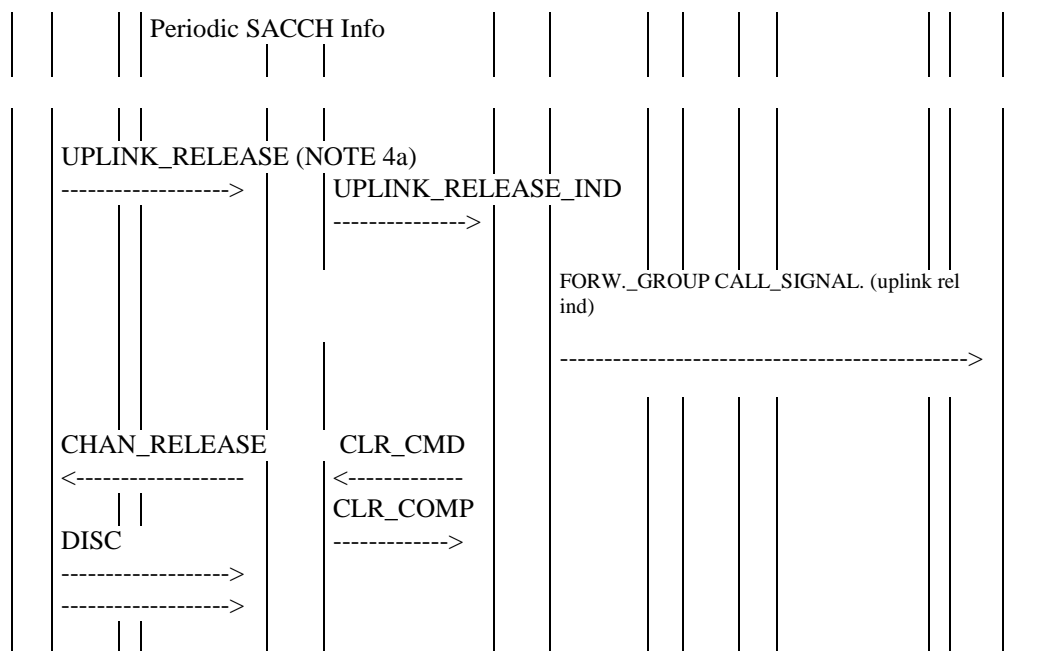 Periodic SACCH Info
UPLINK_RELEASE (NOTE 4a)
------------------->
UPLINK_RELEASE_IND
--------------->
FORW._GROUP CALL_SIGNAL. (uplink rel
ind)
---------------------------------------------->
CHAN_RELEASE CLR_CMD
<------------------- <-------------
CLR_COMP
DISC ------------->
------------------->
------------------->